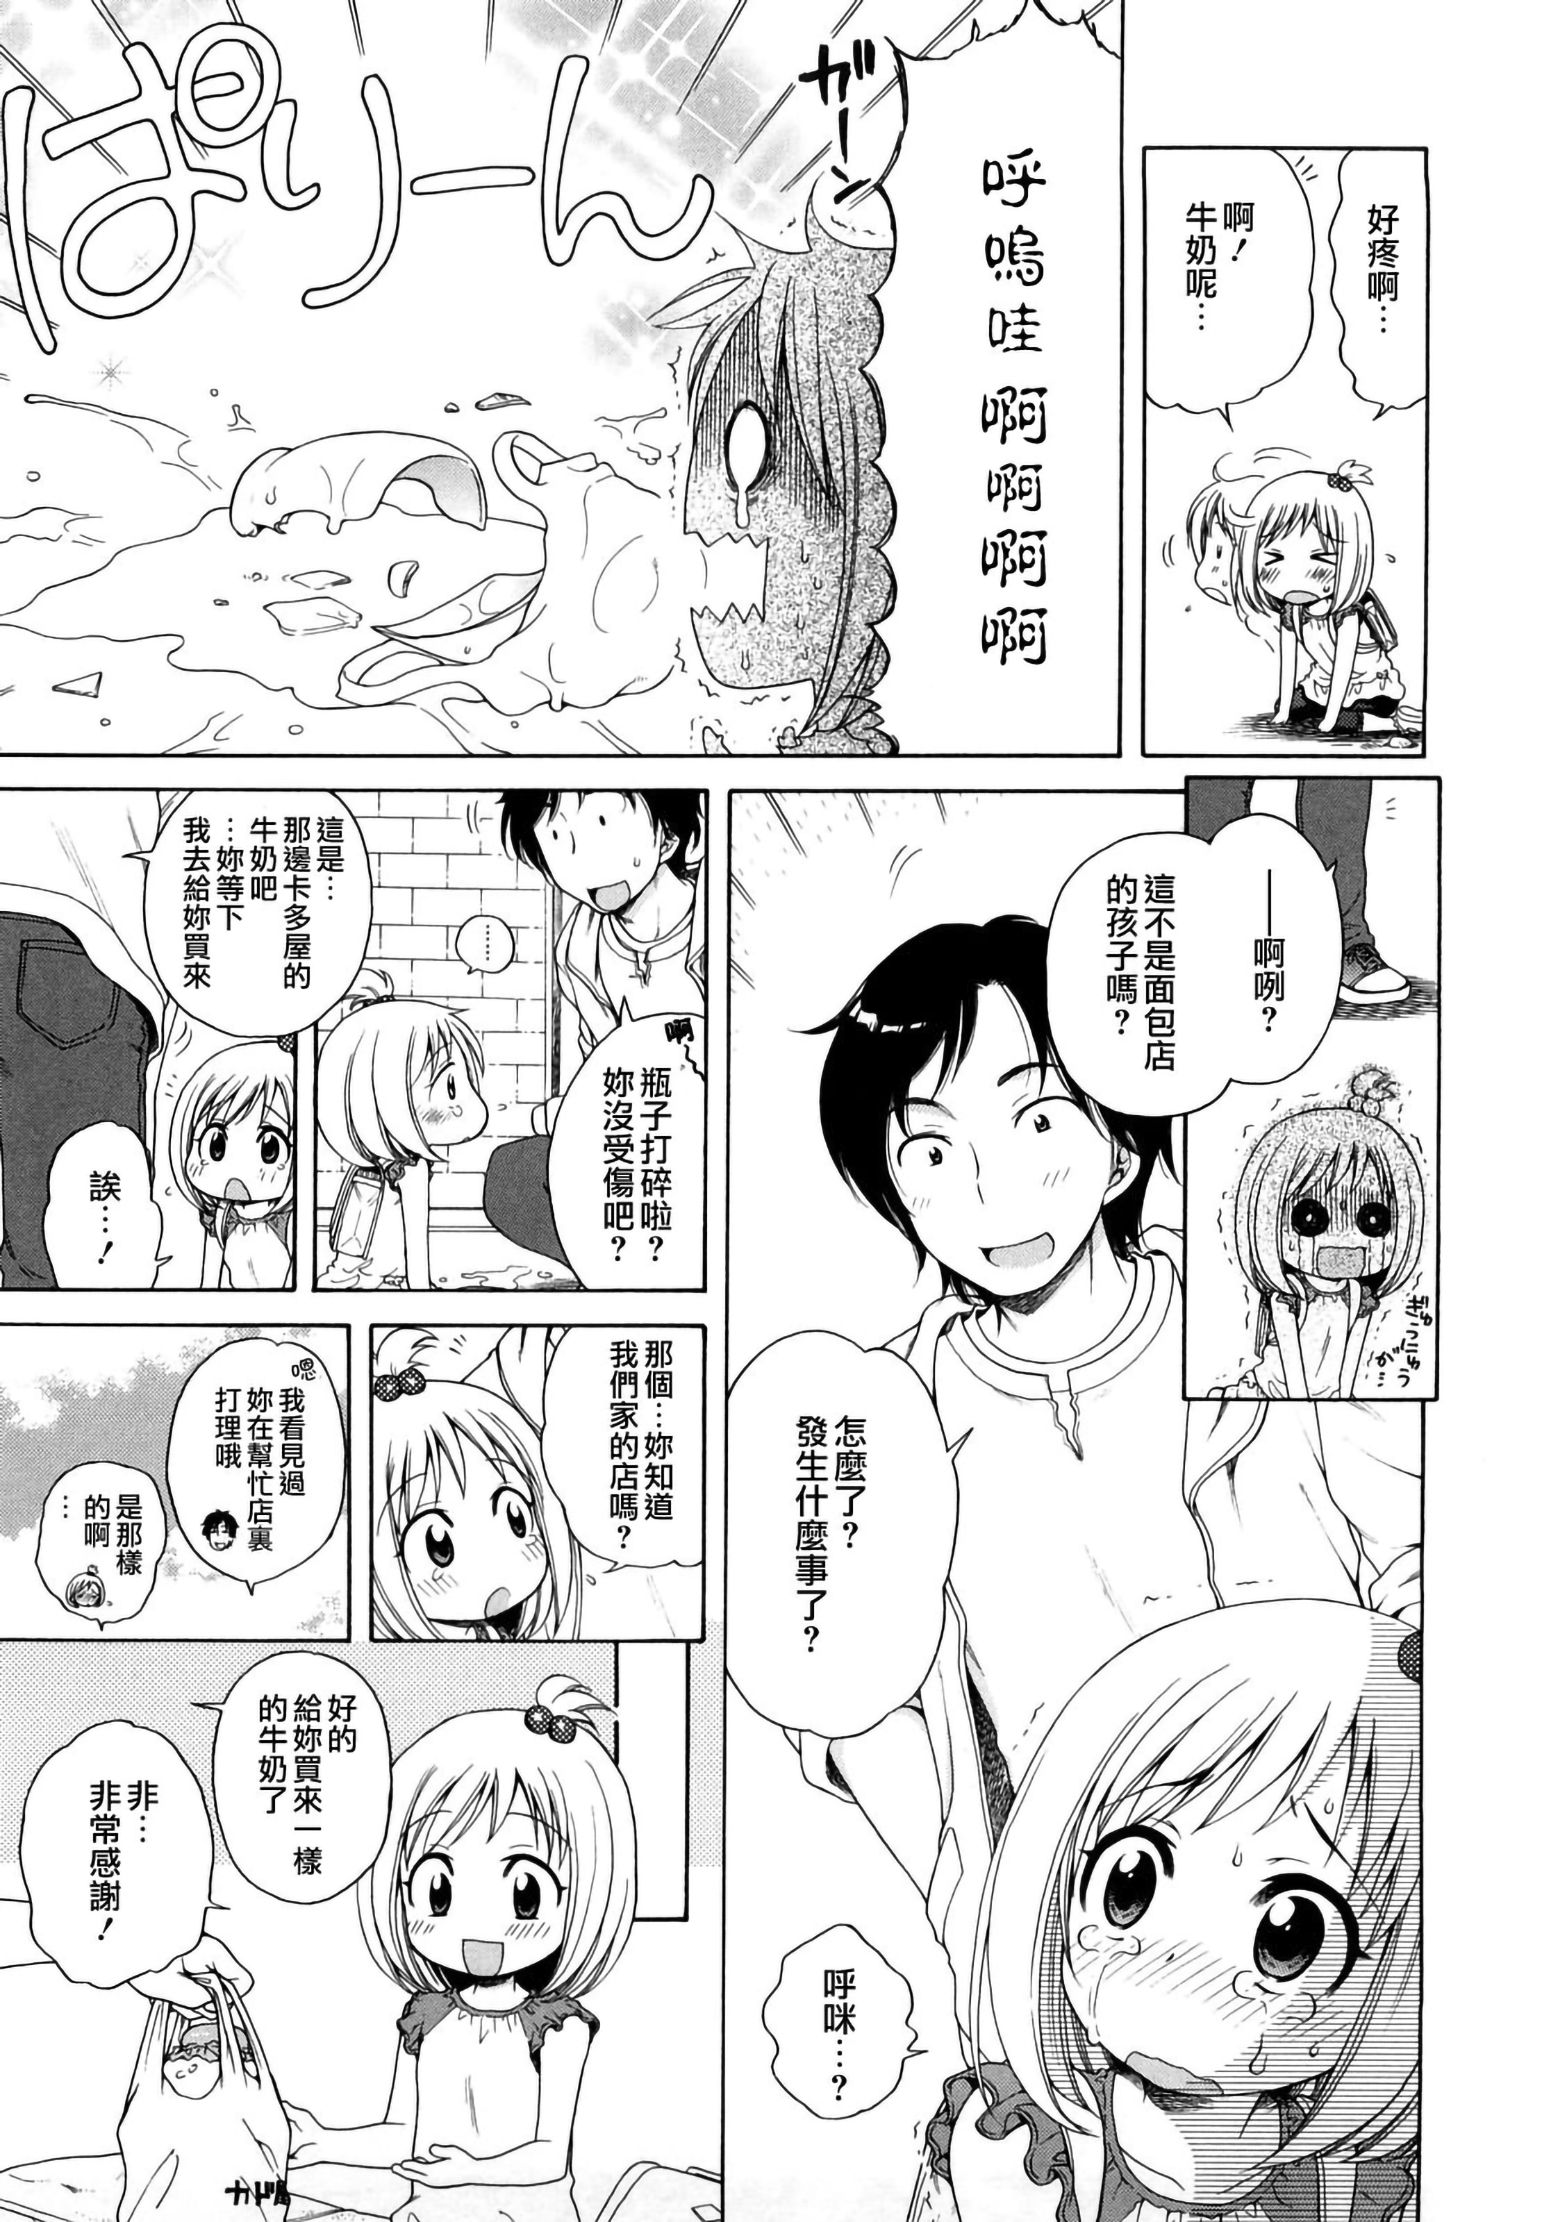 好疼啊…
啊！
牛奶呢…
呼嗚哇啊啊啊啊
ガーン
ぱりーん
——啊咧？
這不是面包店
的孩子嗎？
怎麼了？
發生什麼事了？
呼咪…？
啊
瓶子打碎啦？
妳沒受傷吧？
……
這是…
那邊卡多屋的
牛奶吧
…妳等下
我去給妳買來
誒…！
那個…妳知道
我們家的店嗎？
嗯
我看見過
妳在幫忙店裏
打理哦
是那樣
的啊
…
好的
給妳買來一樣
的牛奶了
非…
非常感謝！
カド屋